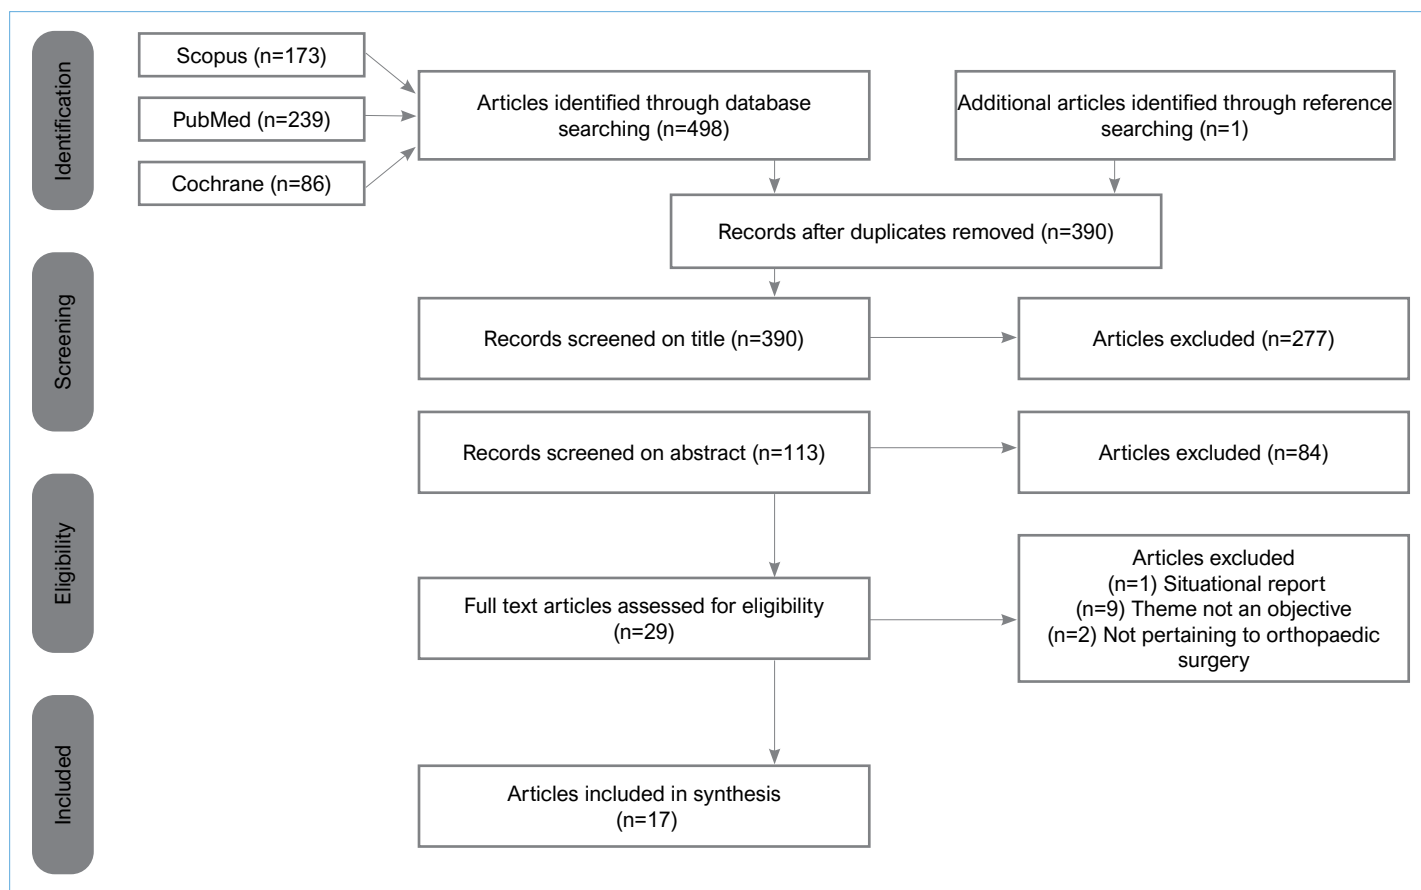 Identification
Scopus (n=173)
PubMed (n=239)
Cochrane (n=86)
Articles identified through database
searching (n=498)
Additional articles identified through reference
searching (n=1)
Records after duplicates removed (n=390)
Screening
Records screened on title (n=390)
Articles excluded (n=277)
Records screened on abstract (n=113)
Articles excluded (n=84)
Eligibility
Full text articles assessed for eligibility
(n=29)
Articles excluded
(n=1) Situational report
(n=9) Theme not an objective
(n=2) Not pertaining to orthopaedic
surgery
Included
Articles included in synthesis
(n=17)